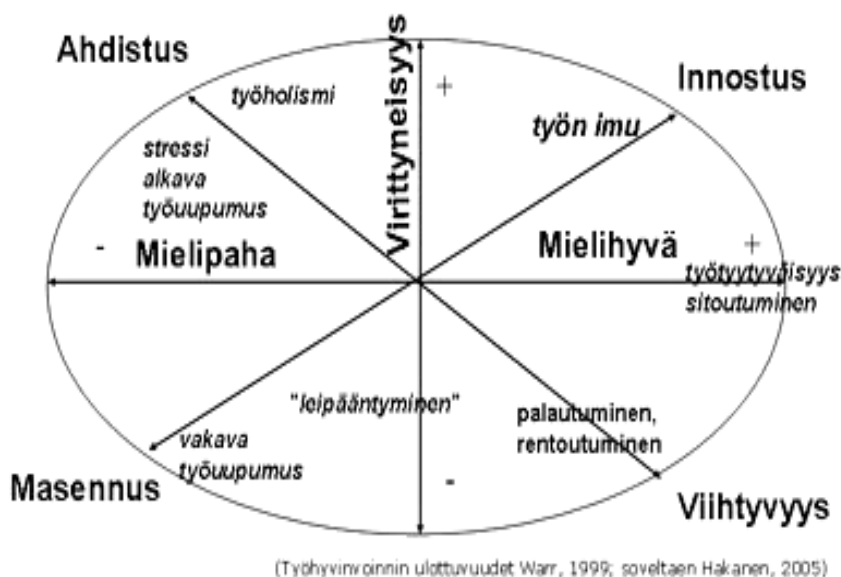 Ahdistus
Virittyneisyys
Innostus
työholismi
+
työn imu
stressi
alkava
työuupumus
-
Mielipaha
Mielihyvä
+
työtyytyväisyys
sitoutuminen
"leipääntyminen"
palautuminen,
rentoutuminen
vakava
työuupumus
-
Masennus
Viihtyvyys
(Työhyvinvoinnin ulottuvuudet Warr, 1999; soveltaen Hakanen, 2005)